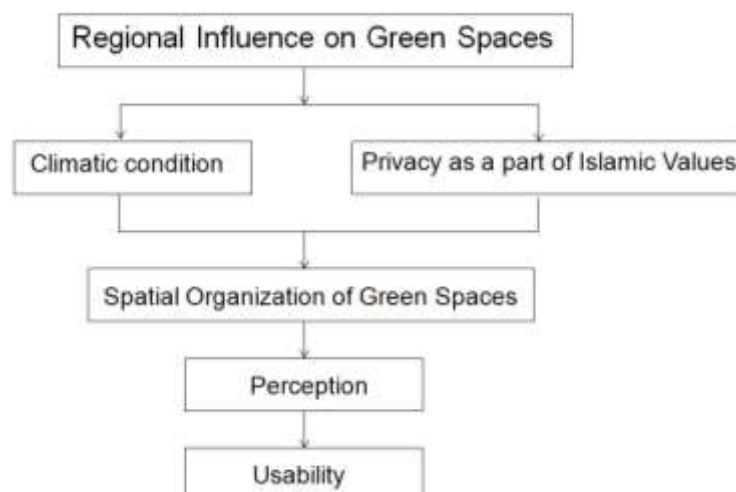 Regional Influence on Green Spaces
Climatic condition
Privacy as a part of Islamic Values
Spatial Organization of Green Spaces
Perception
Usability